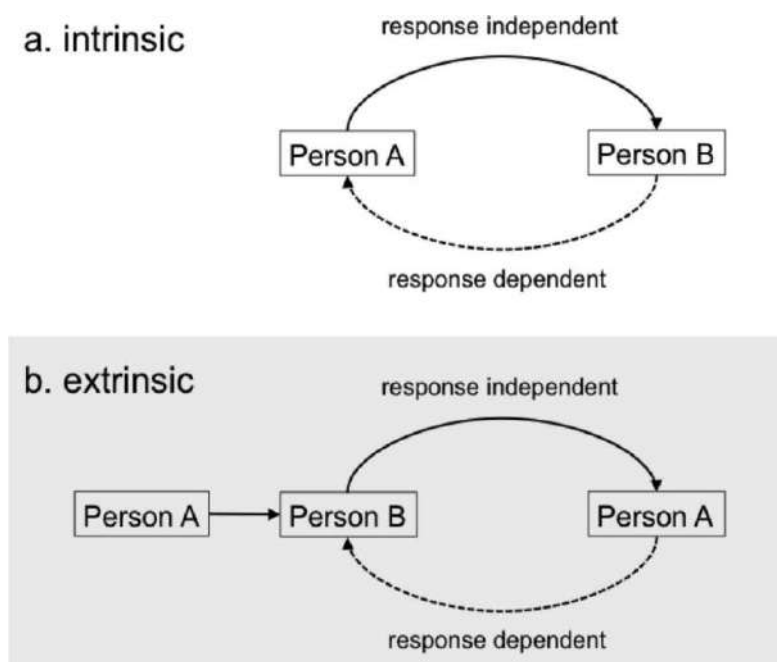 a. intrinsic
response independent
Person A
Person B
response dependent
b. extrinsic
response independent
Person A
Person B
Person A
response dependent